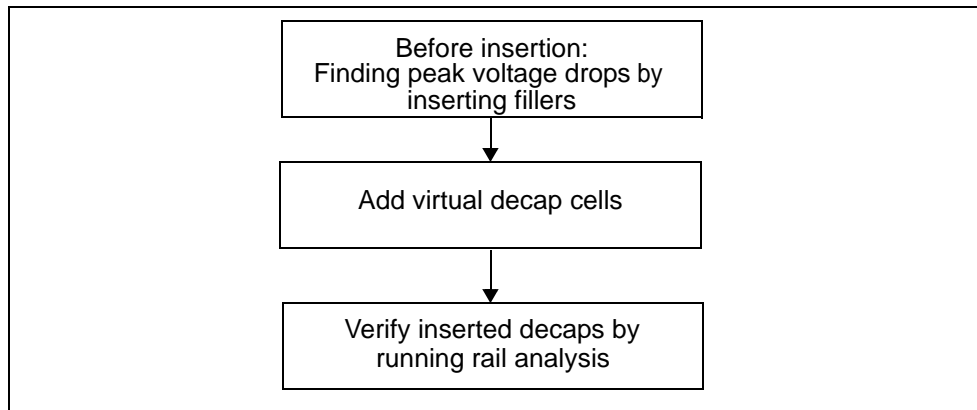 Before insertion:
Finding peak voltage drops by
inserting fillers
Add virtual decap cells
Verify inserted decaps by
running rail analysis